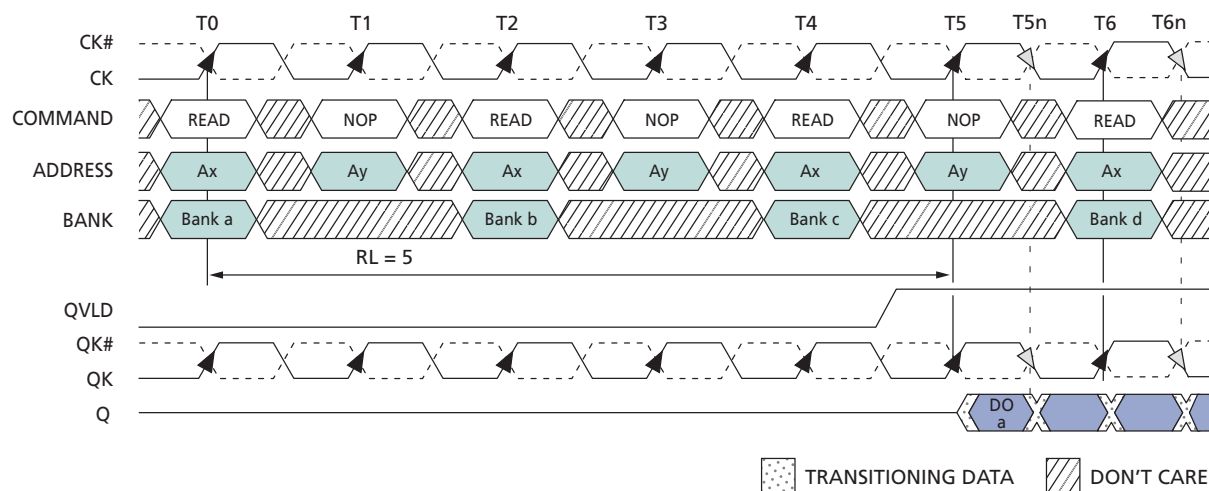 T0 T1 T2 T3 T4 T5 T5n T6 T6n
CK#
CK
COMMAND READ NOP READ NOP READ NOP READ
ADDRESS Ax Ay Ax Ay Ax Ay Ax
BANK Bank a Bank b Bank c Bank d
RL = 5
QVLD
QK#
QK
Q DO
a
TRANSITIONING DATA DON'T CARE